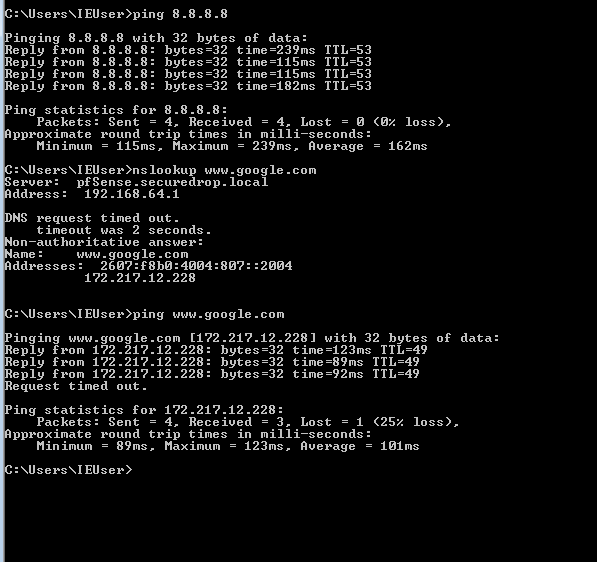 C:\Users\IEUser>ping 8.8.8.8
Pinging 8.8.8.8 with 32 bytes of data:
Reply from 8.8.8.8: bytes=32 time=239ms TTL=53
Reply from 8.8.8.8: bytes=32 time=115ms TTL=53
Reply from 8.8.8.8: bytes=32 time=115ms TTL=53
Reply from 8.8.8.8: bytes=32 time=182ms TTL=53
Ping statistics for 8.8.8.8:
    Packets: Sent = 4, Received = 4, Lost = 0 (0% loss),
Approximate round trip times in milli-seconds:
    Minimum = 115ms, Maximum = 239ms, Average = 162ms
C:\Users\IEUser>nslookup www.google.com
Server:  pfSense.securedrop.local
Address:  192.168.64.1
DNS request timed out.
    timeout was 2 seconds.
Non-authoritative answer:
Name:    www.google.com
Addresses:  2607:f8b0:4004:807::2004
          172.217.12.228
C:\Users\IEUser>ping www.google.com
Pinging www.google.com [172.217.12.228] with 32 bytes of data:
Reply from 172.217.12.228: bytes=32 time=123ms TTL=49
Reply from 172.217.12.228: bytes=32 time=89ms TTL=49
Reply from 172.217.12.228: bytes=32 time=92ms TTL=49
Request timed out.
Ping statistics for 172.217.12.228:
    Packets: Sent = 4, Received = 3, Lost = 1 (25% loss),
Approximate round trip times in milli-seconds:
    Minimum = 89ms, Maximum = 123ms, Average = 101ms
C:\Users\IEUser>